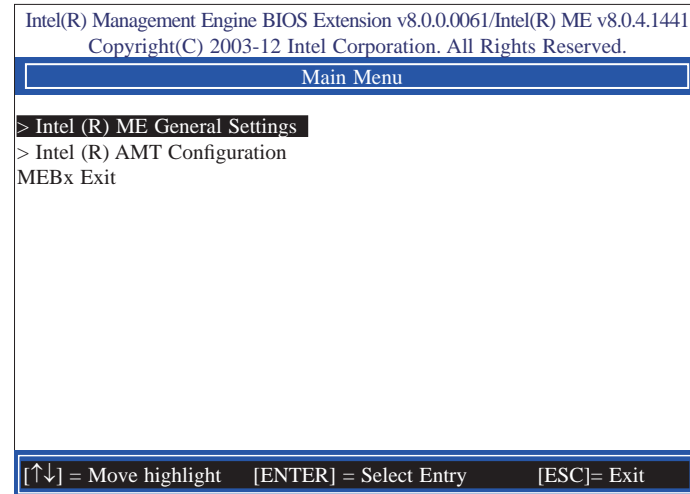 Intel(R) Management Engine BIOS Extension v8.0.0.0061/Intel(R) ME v8.0.4.1441
Copyright(C) 2003-12 Intel Corporation. All Rights Reserved.
Main Menu
> Intel (R) ME General Settings
> Intel (R) AMT Configuration
MEBx Exit
[↑↓] = Move highlight [ENTER] = Select Entry [ESC]= Exit